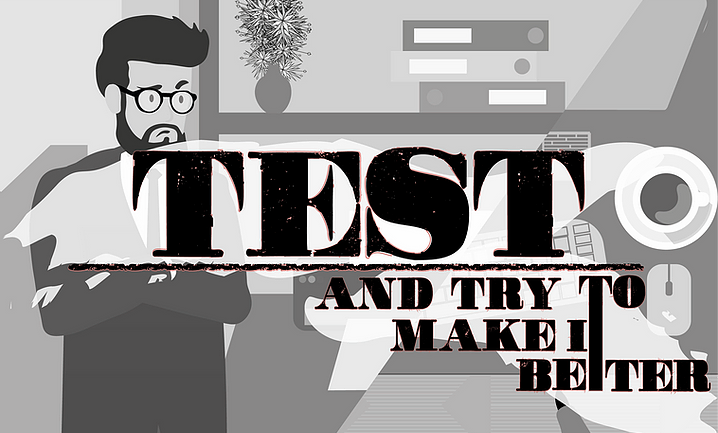 TEST
AND TRY TO
MAKE IT
BETTER